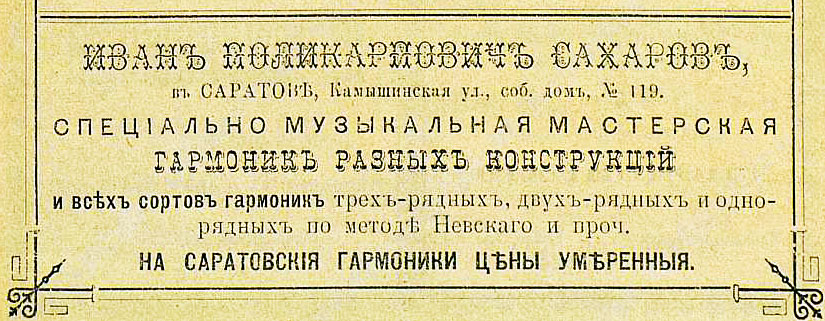 ИВАНЪ ПОЛИКАРПОВИЧЪ САХАРОВЪ,
въ САРАТОВѢ, Камышинская ул., соб. домъ, № 119.
СПЕЦІАЛЬНО МУЗЫКАЛЬНАЯ МАСТЕРСКАЯ
ГАРМОНИКЪ РАЗНЫХЪ КОНСТРУКЦІЙ
и всѣхъ сортовъ гармоникъ трехъ-рядныхъ, двухъ-рядныхъ и одно-
рядныхъ по методѣ Невскаго и проч.
НА САРАТОВСКІЯ ГАРМОНИКИ ЦѢНЫ УМѢРЕННЫЯ.